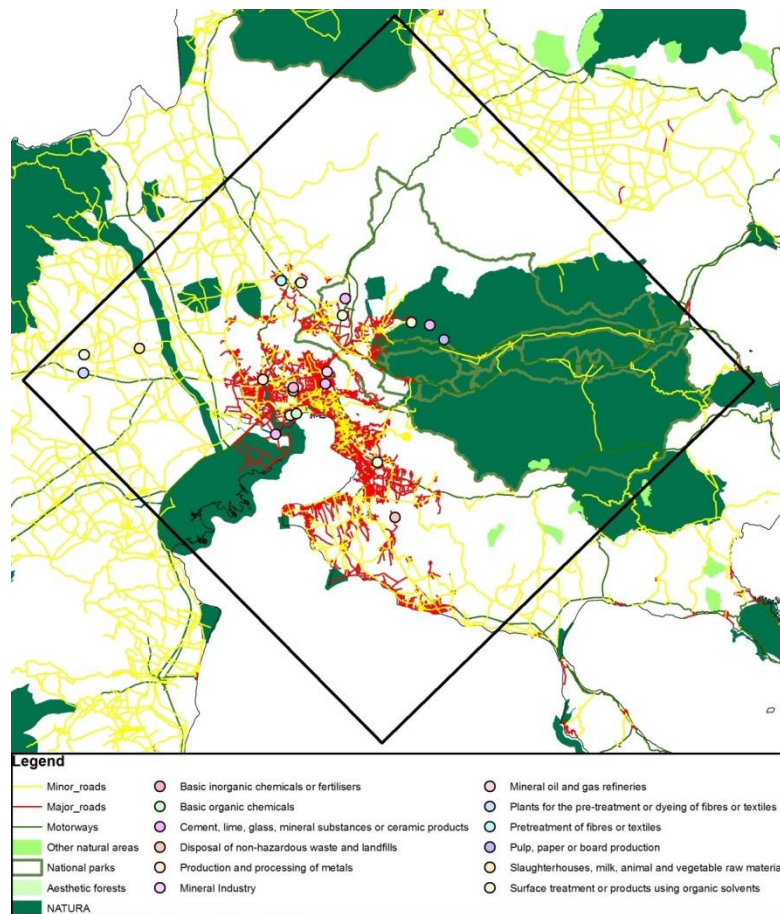 Legend
Minor_roads
Major_roads
Motorways
Other natural areas
National parks
Aesthetic forests
NATURA
Basic inorganic chemicals or fertilisers
Basic organic chemicals
Cement, lime, glass, mineral substances or ceramic products
Disposal of non-hazardous waste and landfills
Production and processing of metals
Mineral Industry
Mineral oil and gas refineries
Plants for the pre-treatment or dyeing of fibres or textiles
Pretreatment of fibres or textiles
Pulp, paper or board production
Slaughterhouses, milk, animal and vegetable raw materia
Surface treatment or products using organic solvents